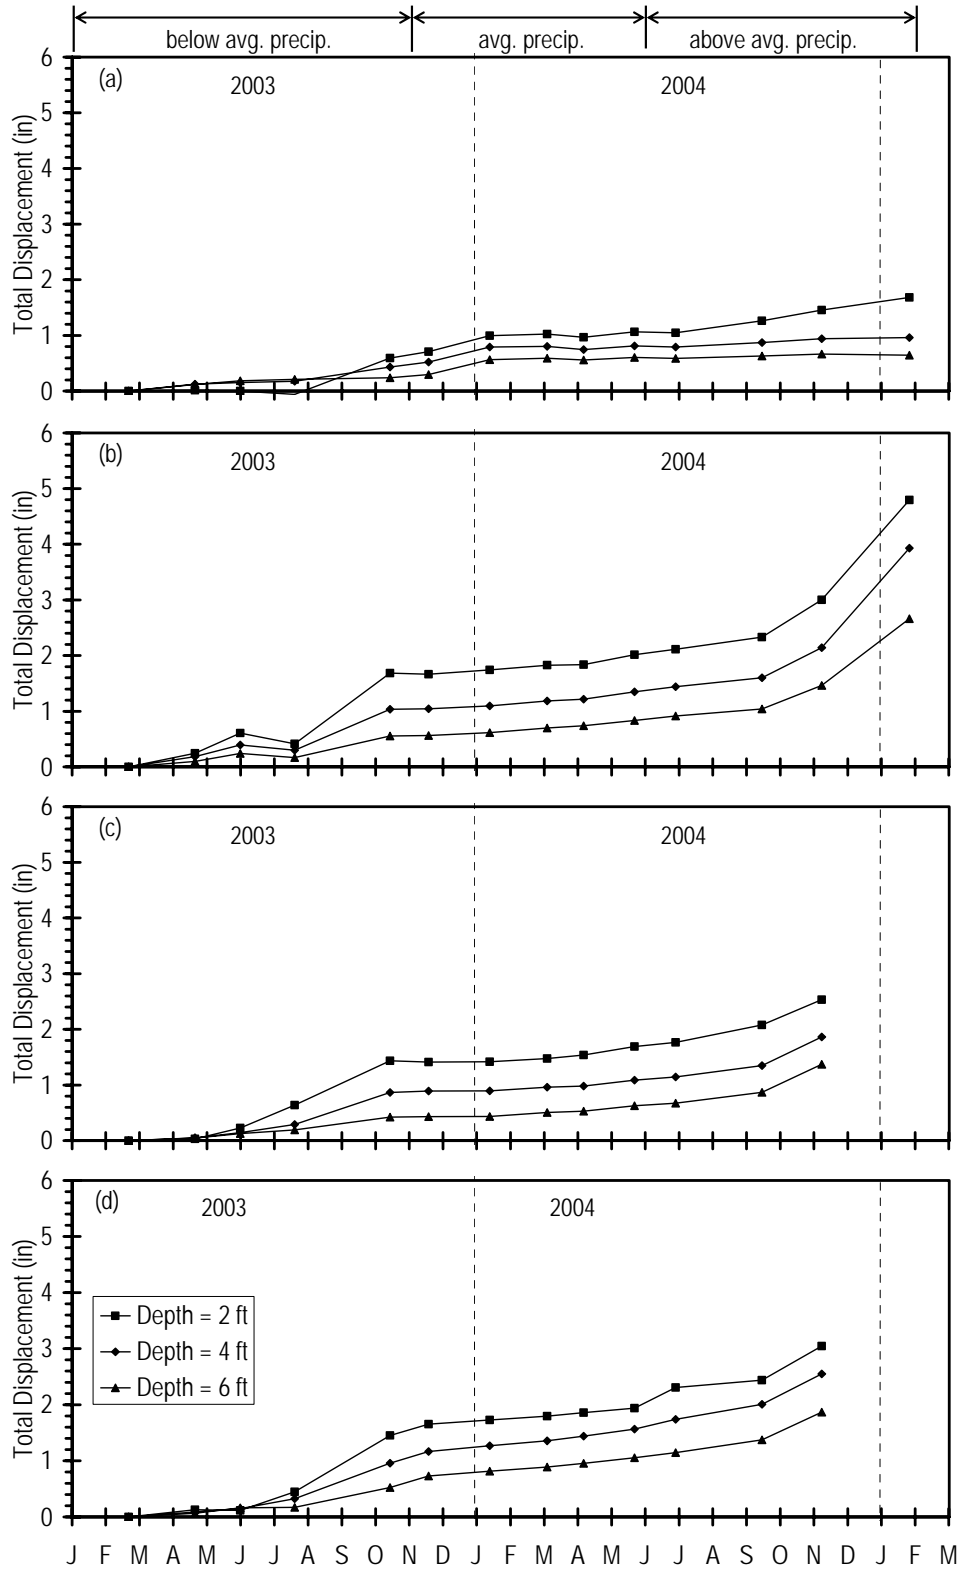 below avg. precip. avg. precip. above avg. precip.
(a) 2003 2004
Total Displacement (in)
6
5
4
3
2
1
0
J F M A M J J A S O N D J F M A M J J A S O N D J F M
(b) 2003 2004
Total Displacement (in)
6
5
4
3
2
1
0
J F M A M J J A S O N D J F M A M J J A S O N D J F M
(c) 2003 2004
Total Displacement (in)
6
5
4
3
2
1
0
J F M A M J J A S O N D J F M A M J J A S O N D J F M
(d) 2003 2004
Total Displacement (in)
6
5
4
3
2
1
0
Depth = 2 ft
Depth = 4 ft
Depth = 6 ft
J F M A M J J A S O N D J F M A M J J A S O N D J F M